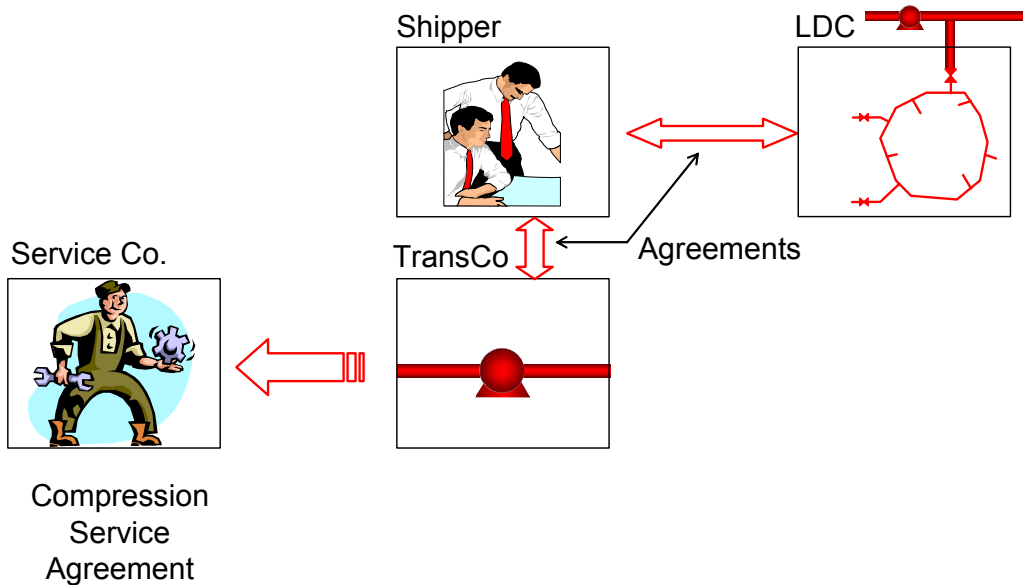 Shipper
LDC
Agreements
TransCo
Service Co.
Compression
Service
Agreement